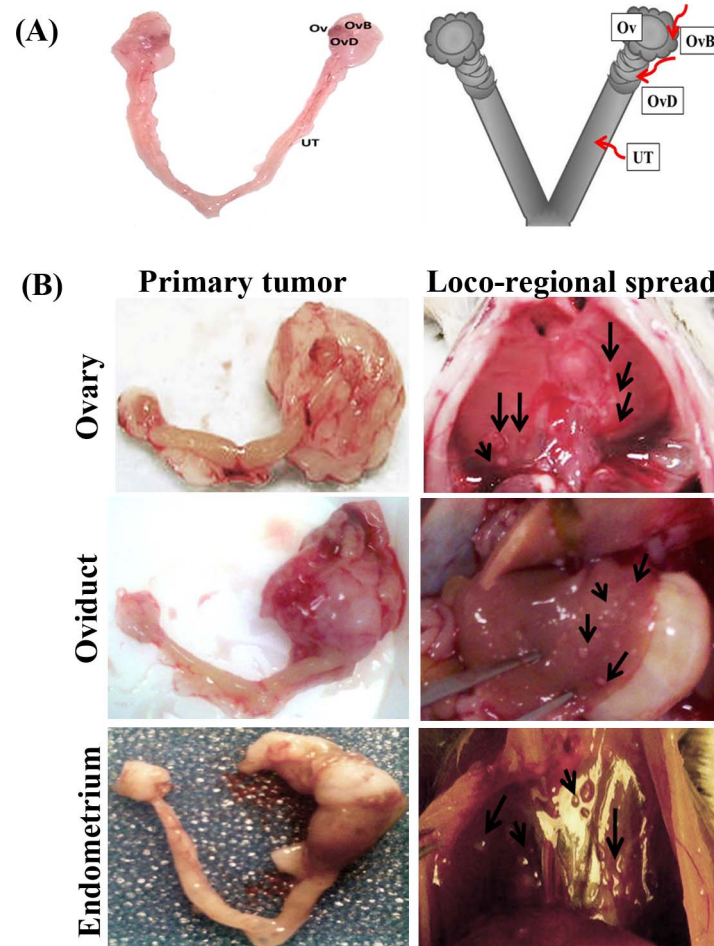 (A)
Ov
OvB
OvD
UT
Ov
OvB
OvD
UT
(B)
Primary tumor
Loco-regional spread
Ovary
Oviduct
Endometrium